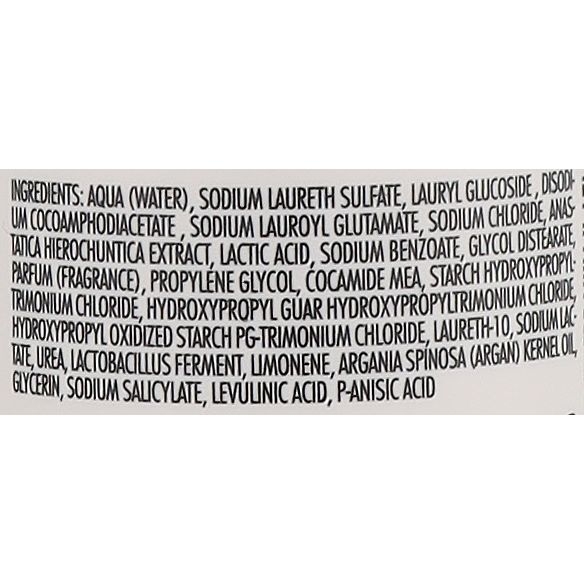 INGREDIENTS: AQUA (WATER), SODIUM LAURETH SULFATE, LAURYL GLUCOSIDE, DISODI-
UM COCOAMPHODIACETATE, SODIUM LAUROYL GLUTAMATE, SODIUM CHLORIDE, ANAS-
TATICA HIEROCHUNTICA EXTRACT, LACTIC ACID, SODIUM BENZOATE, GLYCOL DISTEARATE,
PARFUM (FRAGRANCE), PROPYLENE GLYCOL, COCAMIDE MEA, STARCH HYDROXYPROPYL-
TRIMONIUM CHLORIDE, HYDROXYPROPYL GUAR HYDROXYPROPYLTRIMONIUM CHLORIDE,
HYDROXYPROPYL OXIDIZED STARCH PG-TRIMONIUM CHLORIDE, LAURETH-10, SODIUM LAC-
TATE, UREA, LACTOBACILLUS FERMENT, LIMONENE, ARGANIA SPINOSA (ARGAN) KERNEL OIL,
GLYCERIN, SODIUM SALICYLATE, LEVULINIC ACID, P-ANISIC ACID